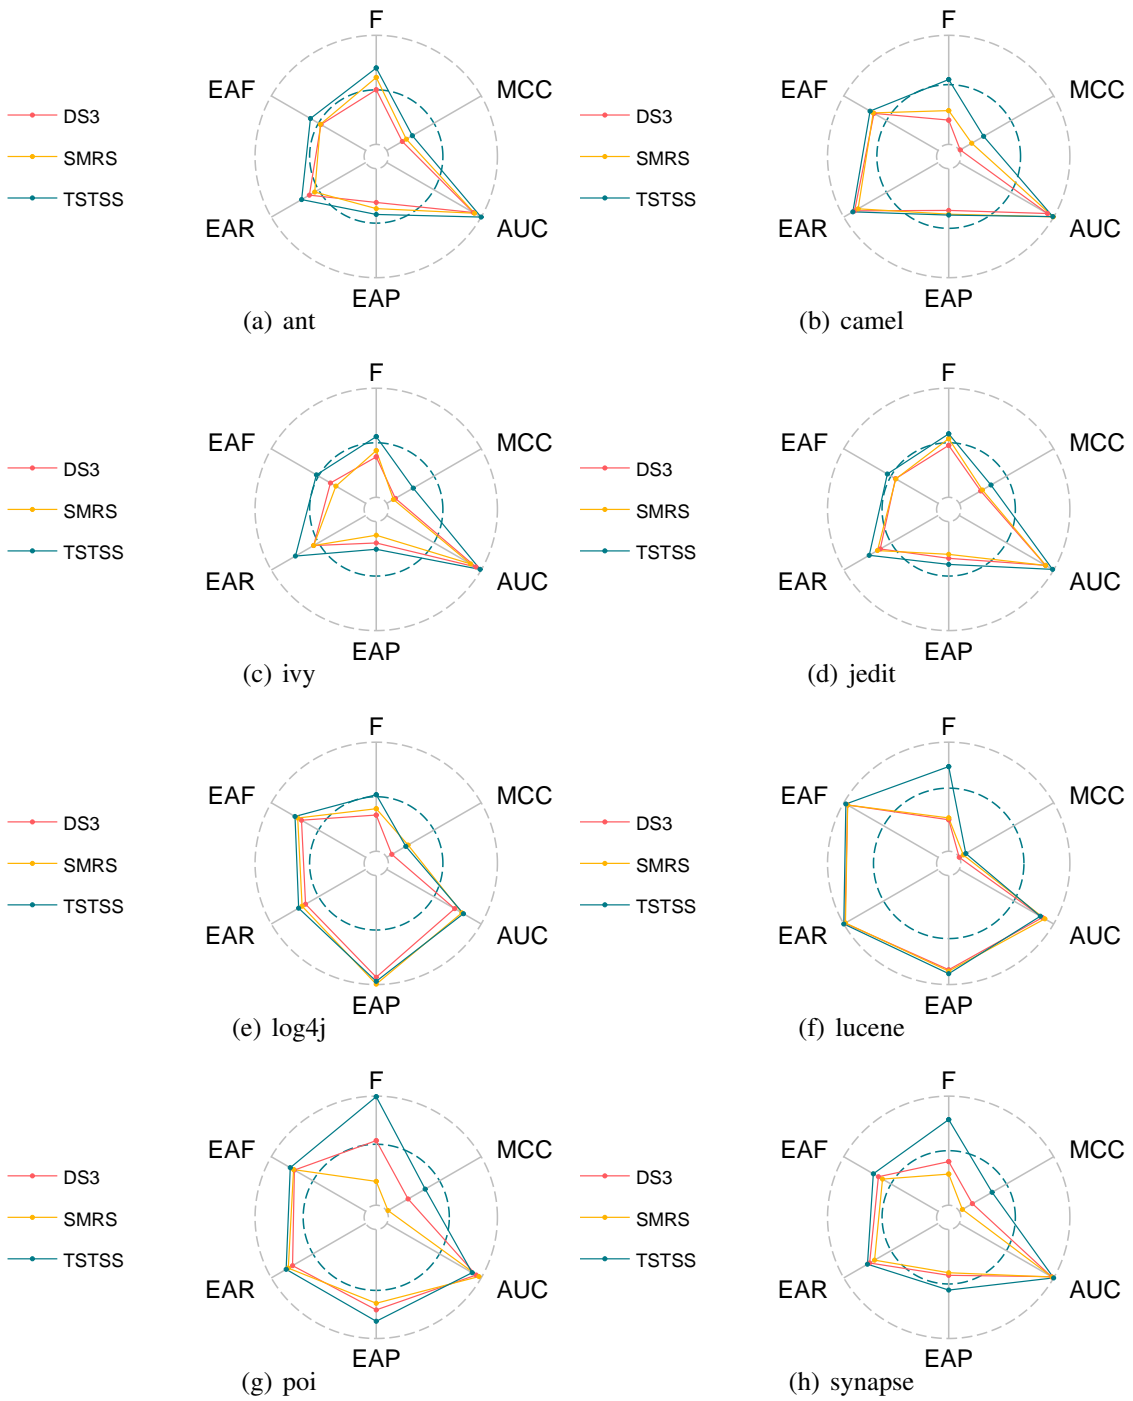 F
EAF
MCC
DS3
SMRS
TSTSS
EAR
AUC
EAP
(a) ant
F
EAF
MCC
DS3
SMRS
TSTSS
EAR
AUC
EAP
(b) camel
F
EAF
MCC
DS3
SMRS
TSTSS
EAR
AUC
EAP
(c) ivy
F
EAF
MCC
DS3
SMRS
TSTSS
EAR
AUC
EAP
(d) jedit
F
EAF
MCC
DS3
SMRS
TSTSS
EAR
AUC
EAP
(e) log4j
F
EAF
MCC
DS3
SMRS
TSTSS
EAR
AUC
EAP
(f) lucene
F
EAF
MCC
DS3
SMRS
TSTSS
EAR
AUC
EAP
(g) poi
F
EAF
MCC
DS3
SMRS
TSTSS
EAR
AUC
EAP
(h) synapse